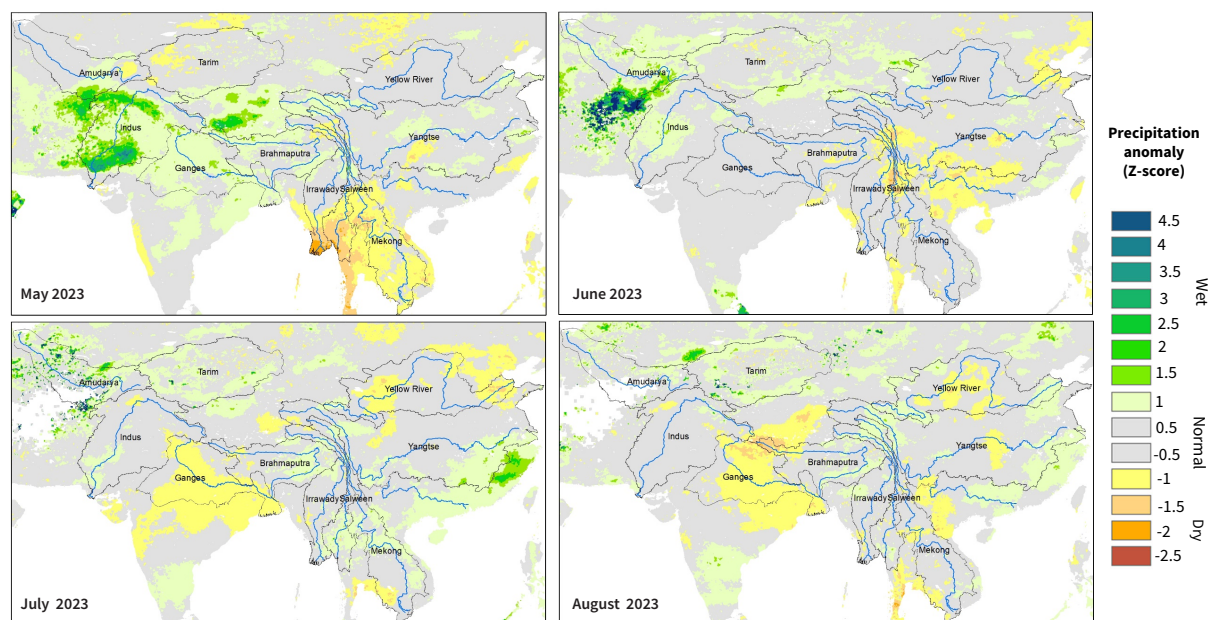 Amudarya
Tarim
Yellow River
Indus
Ganges
Brahmaputra
Yangtse
Irrawady Salween
Mekong
May 2023
Amudarya
Tarim
Yellow River
Indus
Ganges
Brahmaputra
Yangtse
Irrawady Salween
Mekong
June 2023
Amudarya
Tarim
Yellow River
Indus
Ganges
Brahmaputra
Yangtse
Irrawady Salween
Mekong
July 2023
Amudarya
Tarim
Yellow River
Indus
Ganges
Brahmaputra
Yangtse
Irrawady Salween
Mekong
August 2023
Precipitation
anomaly
(Z-score)
4.5
4
3.5
3
2.5
2
1.5
1
0.5
-0.5
-1
-1.5
-2
-2.5
Wet
Normal
Dry